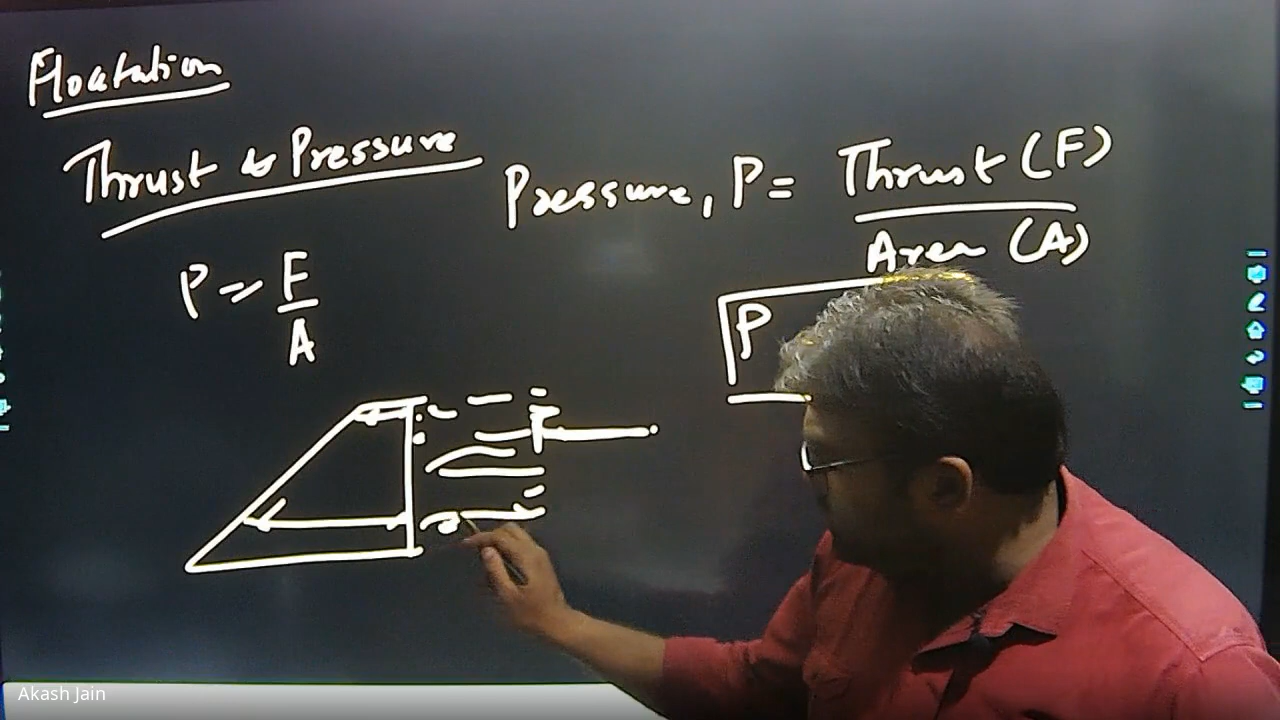 Floatation
Thrust & Pressure
Pressure, P = Thrust (F)
Area (A)
P = F
A
P
Akash Jain